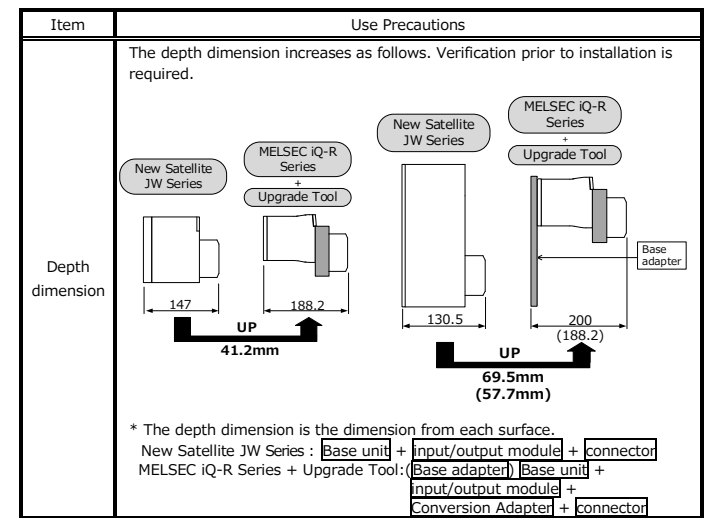 Item
Use Precautions
Depth
dimension
The depth dimension increases as follows. Verification prior to installation is
required.
New Satellite
JW Series
MELSEC iQ-R
Series
+
Upgrade Tool
147
188.2
UP
41.2mm
New Satellite
JW Series
MELSEC iQ-R
Series
+
Upgrade Tool
Base
adapter
130.5
200
(188.2)
UP
69.5mm
(57.7mm)
* The depth dimension is the dimension from each surface.
New Satellite JW Series : Base unit + input/output module + connector
MELSEC iQ-R Series + Upgrade Tool:(Base adapter) Base unit +
input/output module +
Conversion Adapter + connector